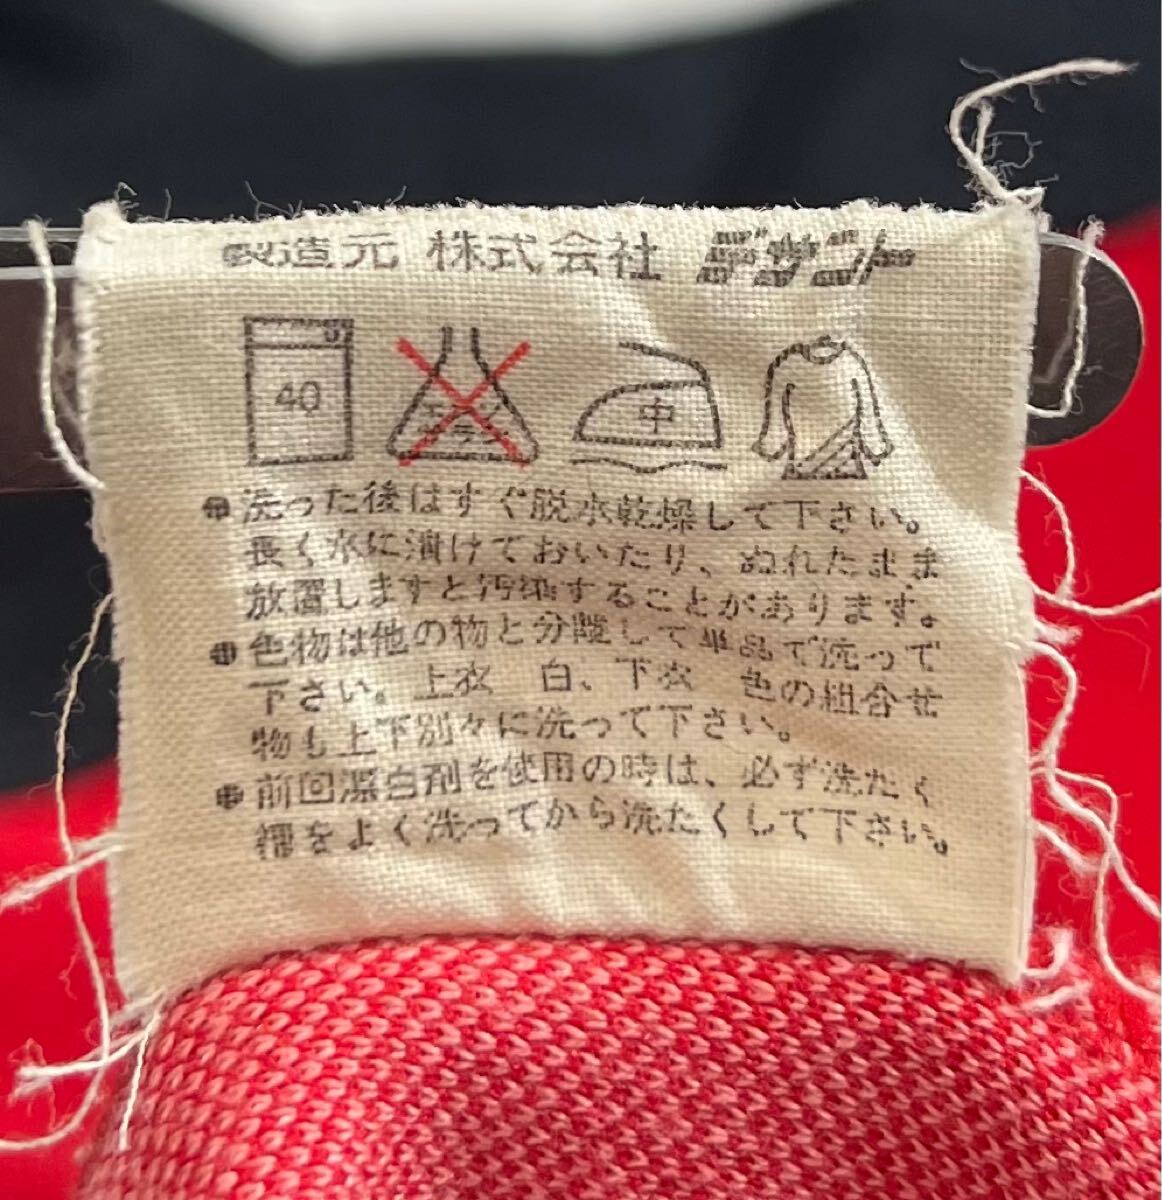 製造元 株式会社 デサント
40
エンソ
サラシ
中
洗った後はすぐ脱水乾燥して下さい。
長く水に漬けておいたり、ぬれたまま
放置しますと汚染することがあります。
色物は他の物と分離して単品で洗って
下さい。上衣 白、下衣 色の組合せ
物も上下別々に洗って下さい。
前回漂白剤を使用の時は、必ず洗たく
槽をよく洗ってから洗たくして下さい。